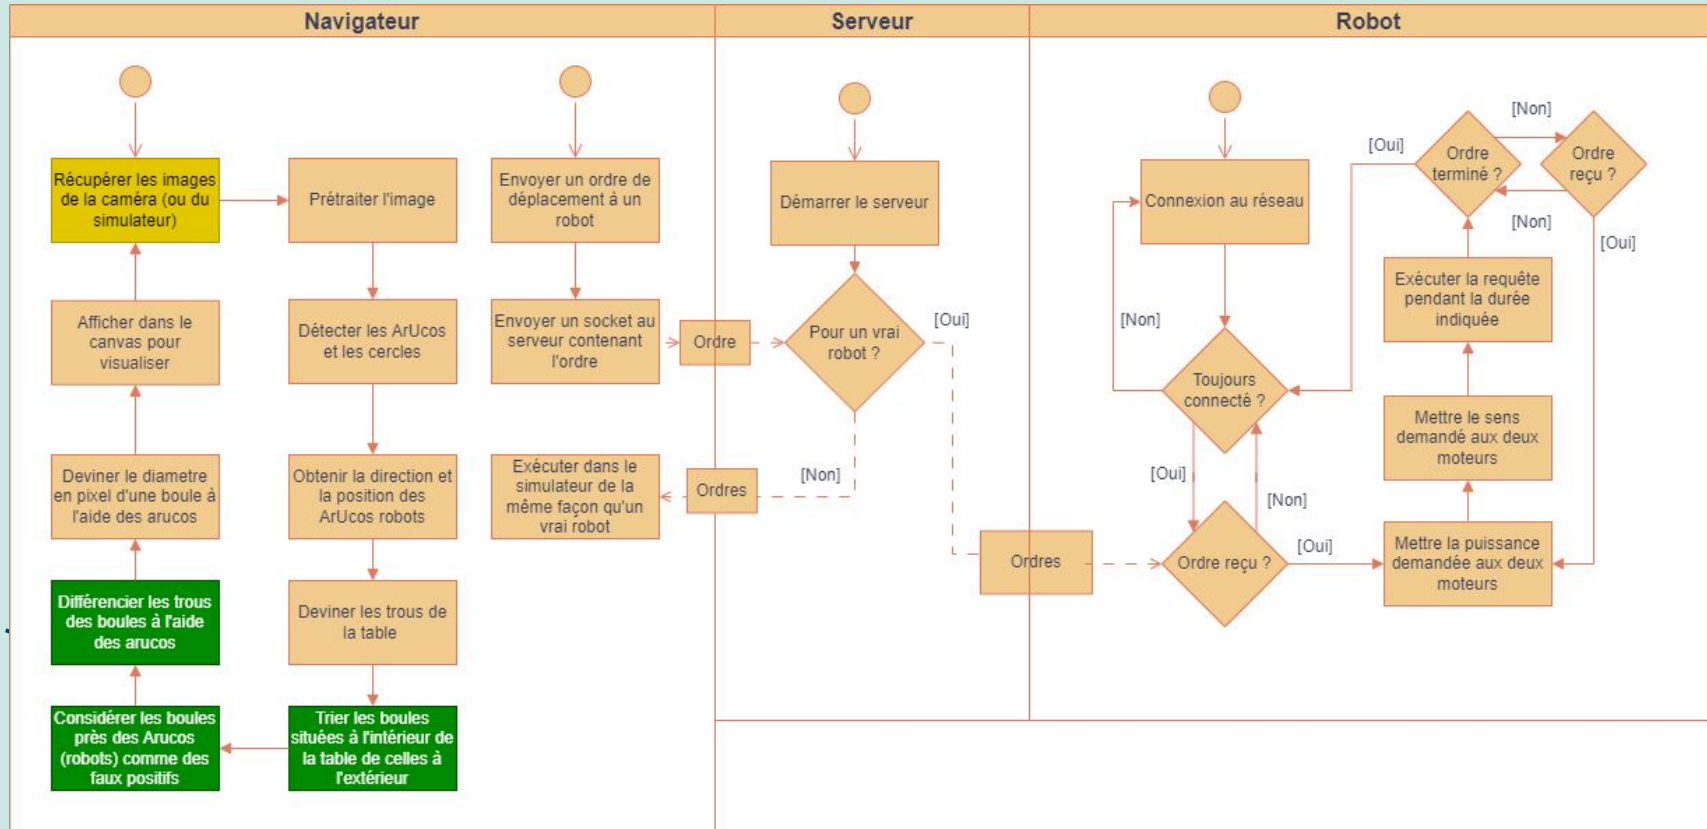 Navigateur
Serveur
Robot
Récupérer les images
de la caméra (ou du
simulateur)
Prétraiter l'image
Afficher dans le
canvas pour
visualiser
Détecter les ArUcos
et les cercles
Deviner le diametre
en pixel d'une boule à
l'aide des arucos
Obtenir la direction et
la position des
ArUcos robots
Différencier les trous
des boules à l'aide
des arucos
Deviner les trous de
la table
Considérer les boules
près des Arucos
(robots) comme des
faux positifs
Trier les boules
situées à l'intérieur de
la table de celles à
l'extérieur
Envoyer un ordre de
déplacement à un
robot
Envoyer un socket au
serveur contenant
l'ordre
Ordre
Exécuter dans le
simulateur de la
même façon qu'un
vrai robot
Ordres
Démarrer le serveur
Pour un vrai
robot ?
[Oui]
[Non]
Ordres
Connexion au réseau
[Non]
Toujours
connecté ?
[Oui]
[Non]
Ordre reçu ?
[Oui]
[Oui]
Ordre
terminé ?
[Non]
Ordre
reçu ?
[Non]
[Oui]
Exécuter la requête
pendant la durée
indiquée
Mettre le sens
demandé aux deux
moteurs
Mettre la puissance
demandée aux deux
moteurs